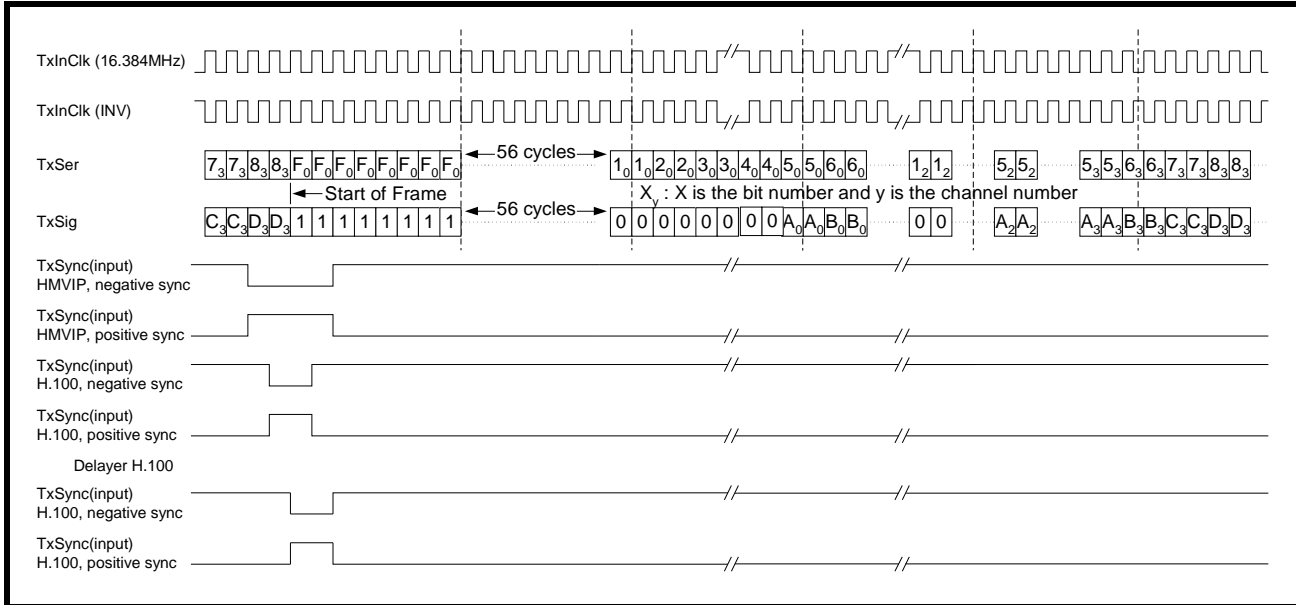 TxInClk (16.384MHz)
TxInClk (INV)
TxSer 7₃ 7₃ 8₃ 8₃ F₀ F₀ F₀ F₀ F₀ F₀ F₀ F₀ 56 cycles 1₀ 1₀ 2₀ 2₀ 3₀ 3₀ 4₀ 4₀ 5₀ 5₀ 6₀ 6₀ 1₂ 1₂ 5₂ 5₂ 5₃ 5₃ 6₃ 6₃ 7₃ 7₃ 8₃ 8₃
Start of Frame
Xy : X is the bit number and y is the channel number
TxSig C₃ C₃ D₃ D₃ 1 1 1 1 1 1 1 1 56 cycles 0 0 0 0 0 0 0 0 A₀ A₀ B₀ B₀ 0 0 A₂ A₂ A₃ A₃ B₃ B₃ C₃ C₃ D₃ D₃
TxSync(input)
HMVIP, negative sync
TxSync(input)
HMVIP, positive sync
TxSync(input)
H.100, negative sync
TxSync(input)
H.100, positive sync
Delayer H.100
TxSync(input)
H.100, negative sync
TxSync(input)
H.100, positive sync